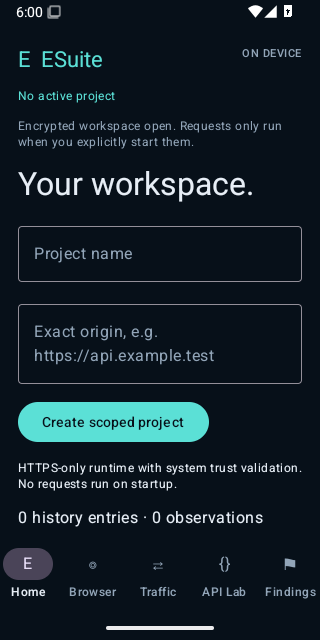 6:00
E ESuite
ON DEVICE
No active project
Encrypted workspace open. Requests only run
when you explicitly start them.
Your workspace.
Project name
Exact origin, e.g.
https://api.example.test
Create scoped project
HTTPS-only runtime with system trust validation.
No requests run on startup.
0 history entries · 0 observations
E
{}
Home Browser Traffic API Lab Findings